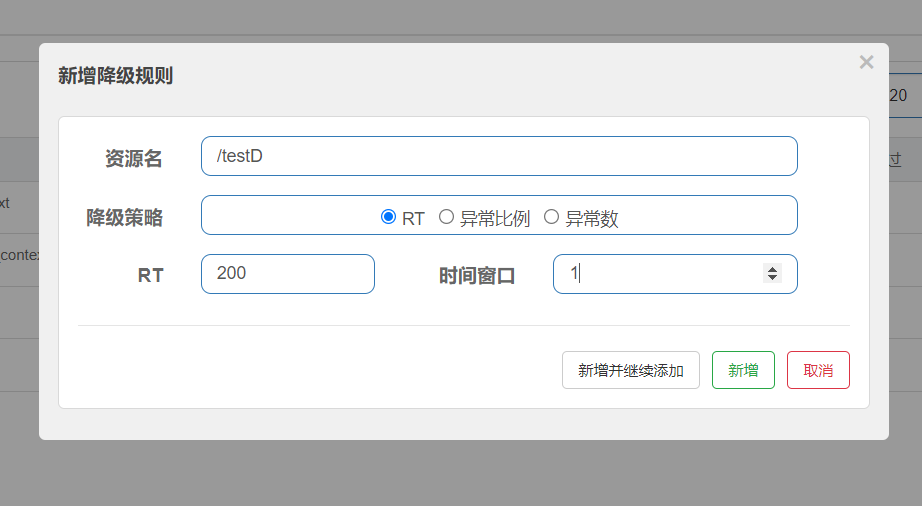 新增降级规则
×
20
资源名
/testD
过
xt
降级策略
RT 异常比例 异常数
_contex
RT
200
时间窗口
1
新增并继续添加
新增
取消